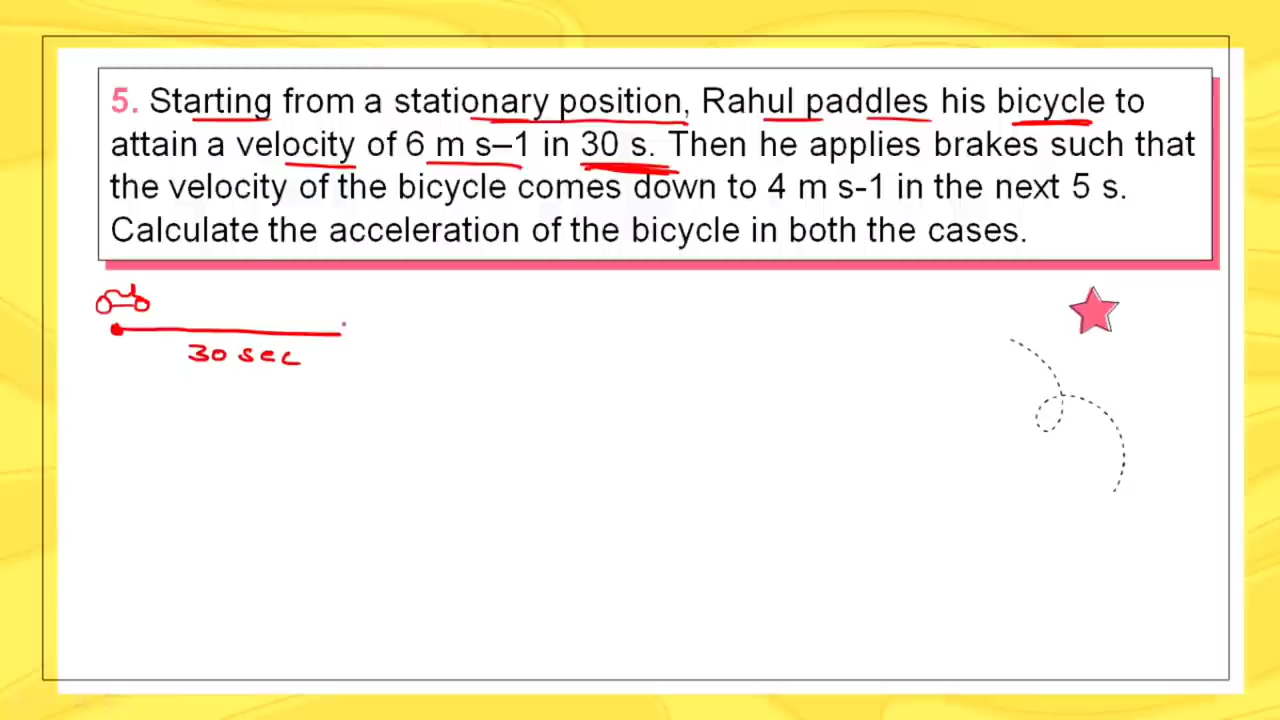 5. Starting from a stationary position, Rahul paddles his bicycle to
attain a velocity of 6 m s–1 in 30 s. Then he applies brakes such that
the velocity of the bicycle comes down to 4 m s-1 in the next 5 s.
Calculate the acceleration of the bicycle in both the cases.
30 sec